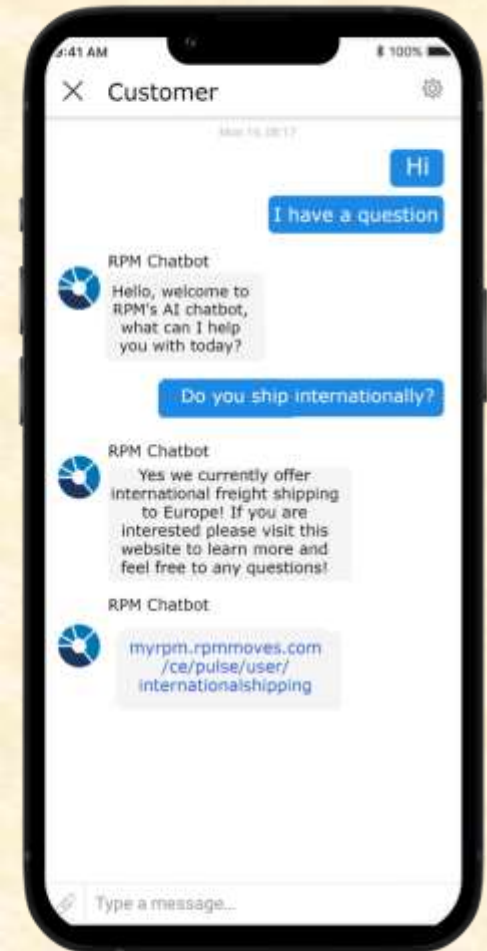 9:41 AM
100%
Customer
Hi
I have a question
RPM Chatbot
Hello, welcome to
RPM's AI chatbot,
what can I help
you with today?
Do you ship internationally?
RPM Chatbot
Yes we currently offer
international freight shipping
to Europe! If you are
interested please visit this
website to learn more and
feel free to any questions!
RPM Chatbot
myrpm.rpmmoves.com
/ce/pulse/user/
internationalshipping
Type a message...